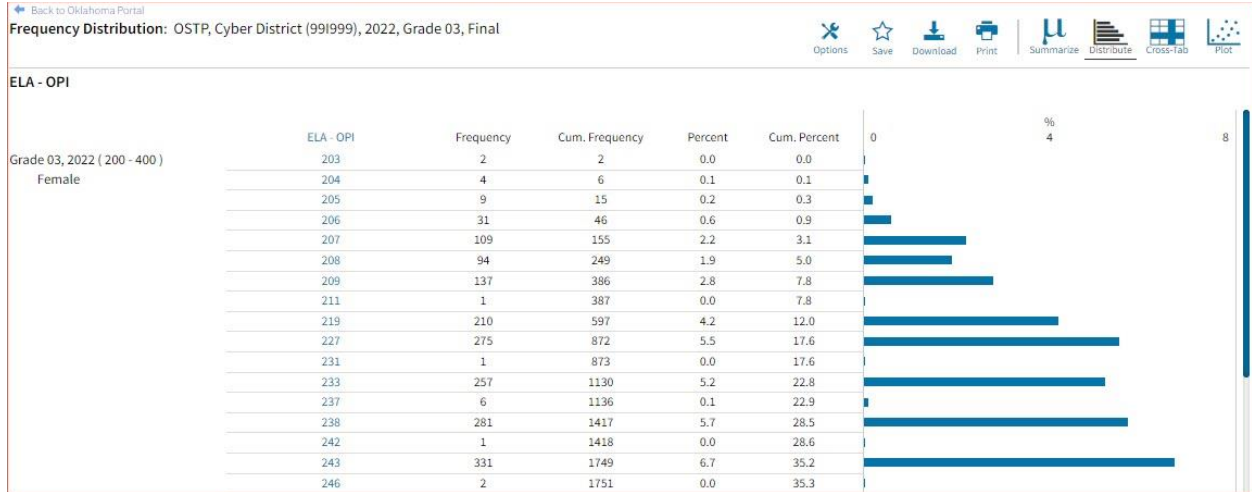 Back to Oklahoma Portal
Frequency Distribution: OSTP, Cyber District (99I999), 2022, Grade 03, Final
Options Save Download Print Summarize Distribute Cross-Tab Plot
ELA - OPI
%
ELA - OPI Frequency Cum. Frequency Percent Cum. Percent 0 4 8
Grade 03, 2022 ( 200 - 400 ) 203 2 2 0.0 0.0
Female 204 4 6 0.1 0.1
205 9 15 0.2 0.3
206 31 46 0.6 0.9
207 109 155 2.2 3.1
208 94 249 1.9 5.0
209 137 386 2.8 7.8
211 1 387 0.0 7.8
219 210 597 4.2 12.0
227 275 872 5.5 17.6
231 1 873 0.0 17.6
233 257 1130 5.2 22.8
237 6 1136 0.1 22.9
238 281 1417 5.7 28.5
242 1 1418 0.0 28.6
243 331 1749 6.7 35.2
246 2 1751 0.0 35.3